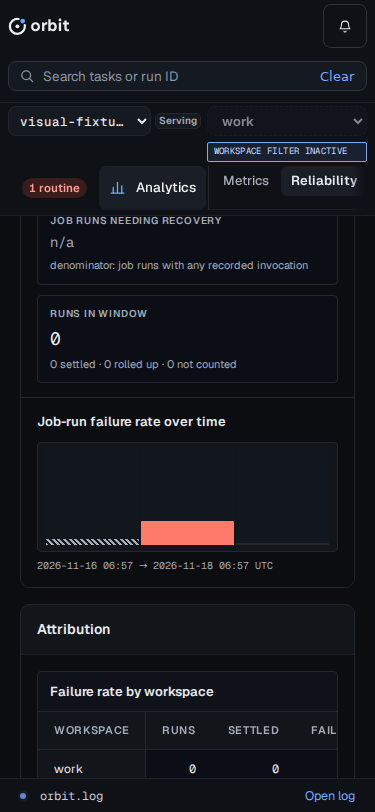 orbit
Search tasks or run ID
Clear
visual-fixtu…
Serving
work
WORKSPACE FILTER INACTIVE
1 routine
Analytics
Metrics
Reliability
JOB RUNS NEEDING RECOVERY
n/a
denominator: job runs with any recorded invocation
RUNS IN WINDOW
0
0 settled · 0 rolled up · 0 not counted
Job-run failure rate over time
2026-11-16 06:57 → 2026-11-18 06:57 UTC
Attribution
Failure rate by workspace
WORKSPACE RUNS SETTLED FAIL
work 0 0
orbit.log
Open log